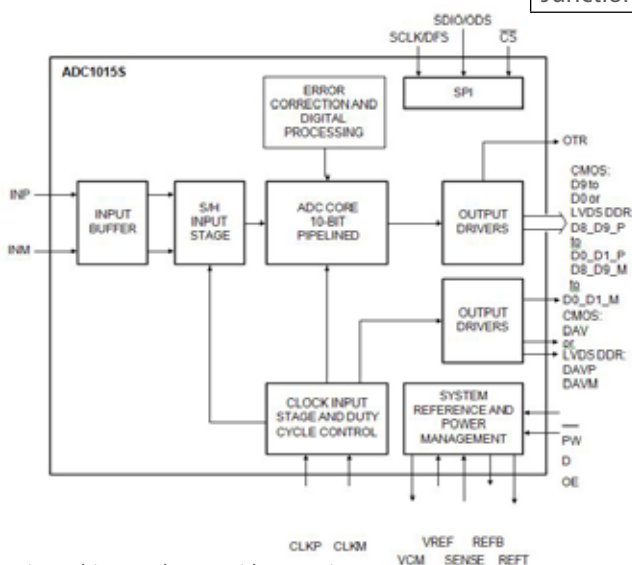 SDIO/ODS
SCLK/DFS
CS
ADC1015S
ERROR
CORRECTION AND
DIGITAL
PROCESSING
SPI
OTR
CMOS:
D9 to
D0 or
LVDS DDR:
D8_D9_P
to
D0_D1_P
D8_D9_M
to
D0_D1_M
CMOS:
DAV
or
LVDS DDR:
DAVP
DAVM
INP
INM
INPUT
BUFFER
S/H
INPUT
STAGE
ADC CORE
10-BIT
PIPELINED
OUTPUT
DRIVERS
OUTPUT
DRIVERS
CLOCK INPUT
STAGE AND DUTY
CYCLE CONTROL
SYSTEM
REFERENCE AND
POWER
MANAGEMENT
PW
D
OE
CLKP CLKM
VREF REFB
VCM SENSE REFT